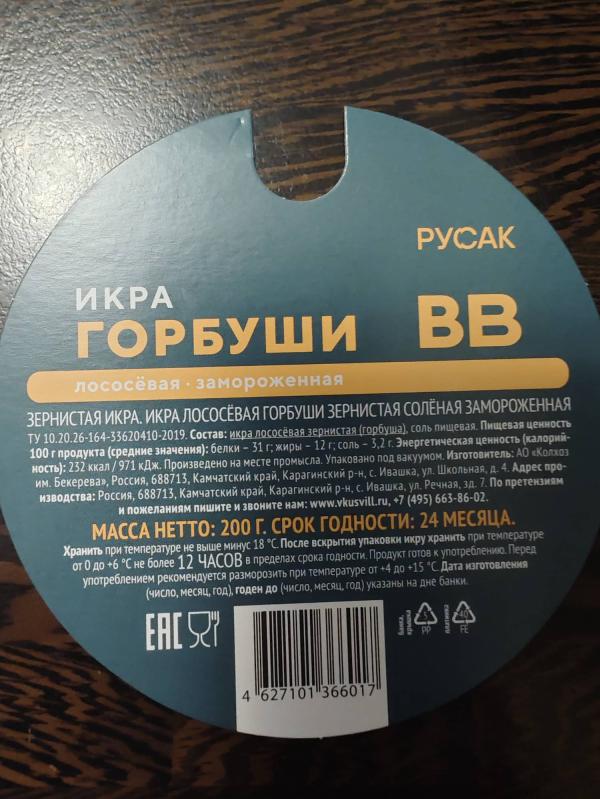 РУСАК
ИКРА
ГОРБУШИ ВВ
лососёвая · замороженная
ЗЕРНИСТАЯ ИКРА. ИКРА ЛОСОСЁВАЯ ГОРБУШИ ЗЕРНИСТАЯ СОЛЁНАЯ ЗАМОРОЖЕННАЯ
ТУ 10.20.26-164-33620410-2019. Состав: икра лососёвая зернистая (горбуша), соль пищевая. Пищевая ценность
100 г продукта (средние значения): белки – 31 г; жиры – 12 г; соль – 3,2 г. Энергетическая ценность (калорий-
ность): 232 ккал / 971 кДж. Произведено на месте промысла. Упаковано под вакуумом. Изготовитель: АО «Колхоз
им. Бекерева», Россия, 688713, Камчатский край, Карагинский р-н, с. Ивашка, ул. Школьная, д. 4. Адрес про-
изводства: Россия, 688713, Камчатский край, Карагинский р-н, с. Ивашка, ул. Речная, зд. 7. По претензиям
и пожеланиям пишите и звоните нам: www.vkusvill.ru, +7 (495) 663-86-02.
МАССА НЕТТО: 200 Г. СРОК ГОДНОСТИ: 24 МЕСЯЦА.
Хранить при температуре не выше минус 18 °С. После вскрытия упаковки икру хранить при температуре
от 0 до +6 °С не более 12 ЧАСОВ в пределах срока годности. Продукт готов к употреблению. Перед
употреблением рекомендуется разморозить при температуре от +4 до +15 °С. Дата изготовления
(число, месяц, год), годен до (число, месяц, год) указаны на дне банки.
EAC
банка,
крышка
5
PP
пластинка
40
FE
4 627101 366017